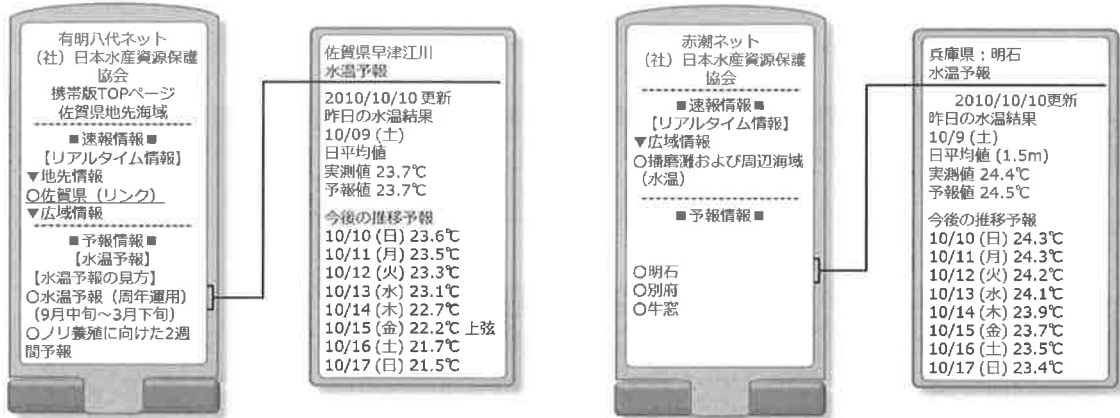 有明八代ネット
（社）日本水産資源保護
協会
携帯版TOPページ
佐賀県地先海域
■速報情報■
【リアルタイム情報】
▼地先情報
○佐賀県（リンク）
▼広域情報
■予報情報■
【水温予報】
【水温予報の見方】
○水温予報（周年運用）
（9月中旬～3月下旬）
○ノリ養殖に向けた2週
間予報
佐賀県早津江川
水温予報
2010/10/10 更新
昨日の水温結果
10/09 (土)
日平均値
実測値 23.7℃
予報値 23.7℃
今後の推移予報
10/10 (日) 23.6℃
10/11 (月) 23.5℃
10/12 (火) 23.3℃
10/13 (水) 23.1℃
10/14 (木) 22.7℃
10/15 (金) 22.2℃ 上弦
10/16 (土) 21.7℃
10/17 (日) 21.5℃
赤潮ネット
（社）日本水産資源保護
協会
■速報情報■
【リアルタイム情報】
▼広域情報
○播磨灘および周辺海域
（水温）
■予報情報■
○明石
○別府
○牛窓
兵庫県：明石
水温予報
2010/10/10更新
昨日の水温結果
10/9 (土)
日平均値 (1.5m)
実測値 24.4℃
予報値 24.5℃
今後の推移予報
10/10 (日) 24.3℃
10/11 (月) 24.3℃
10/12 (火) 24.2℃
10/13 (水) 24.1℃
10/14 (木) 23.9℃
10/15 (金) 23.7℃
10/16 (土) 23.5℃
10/17 (日) 23.4℃